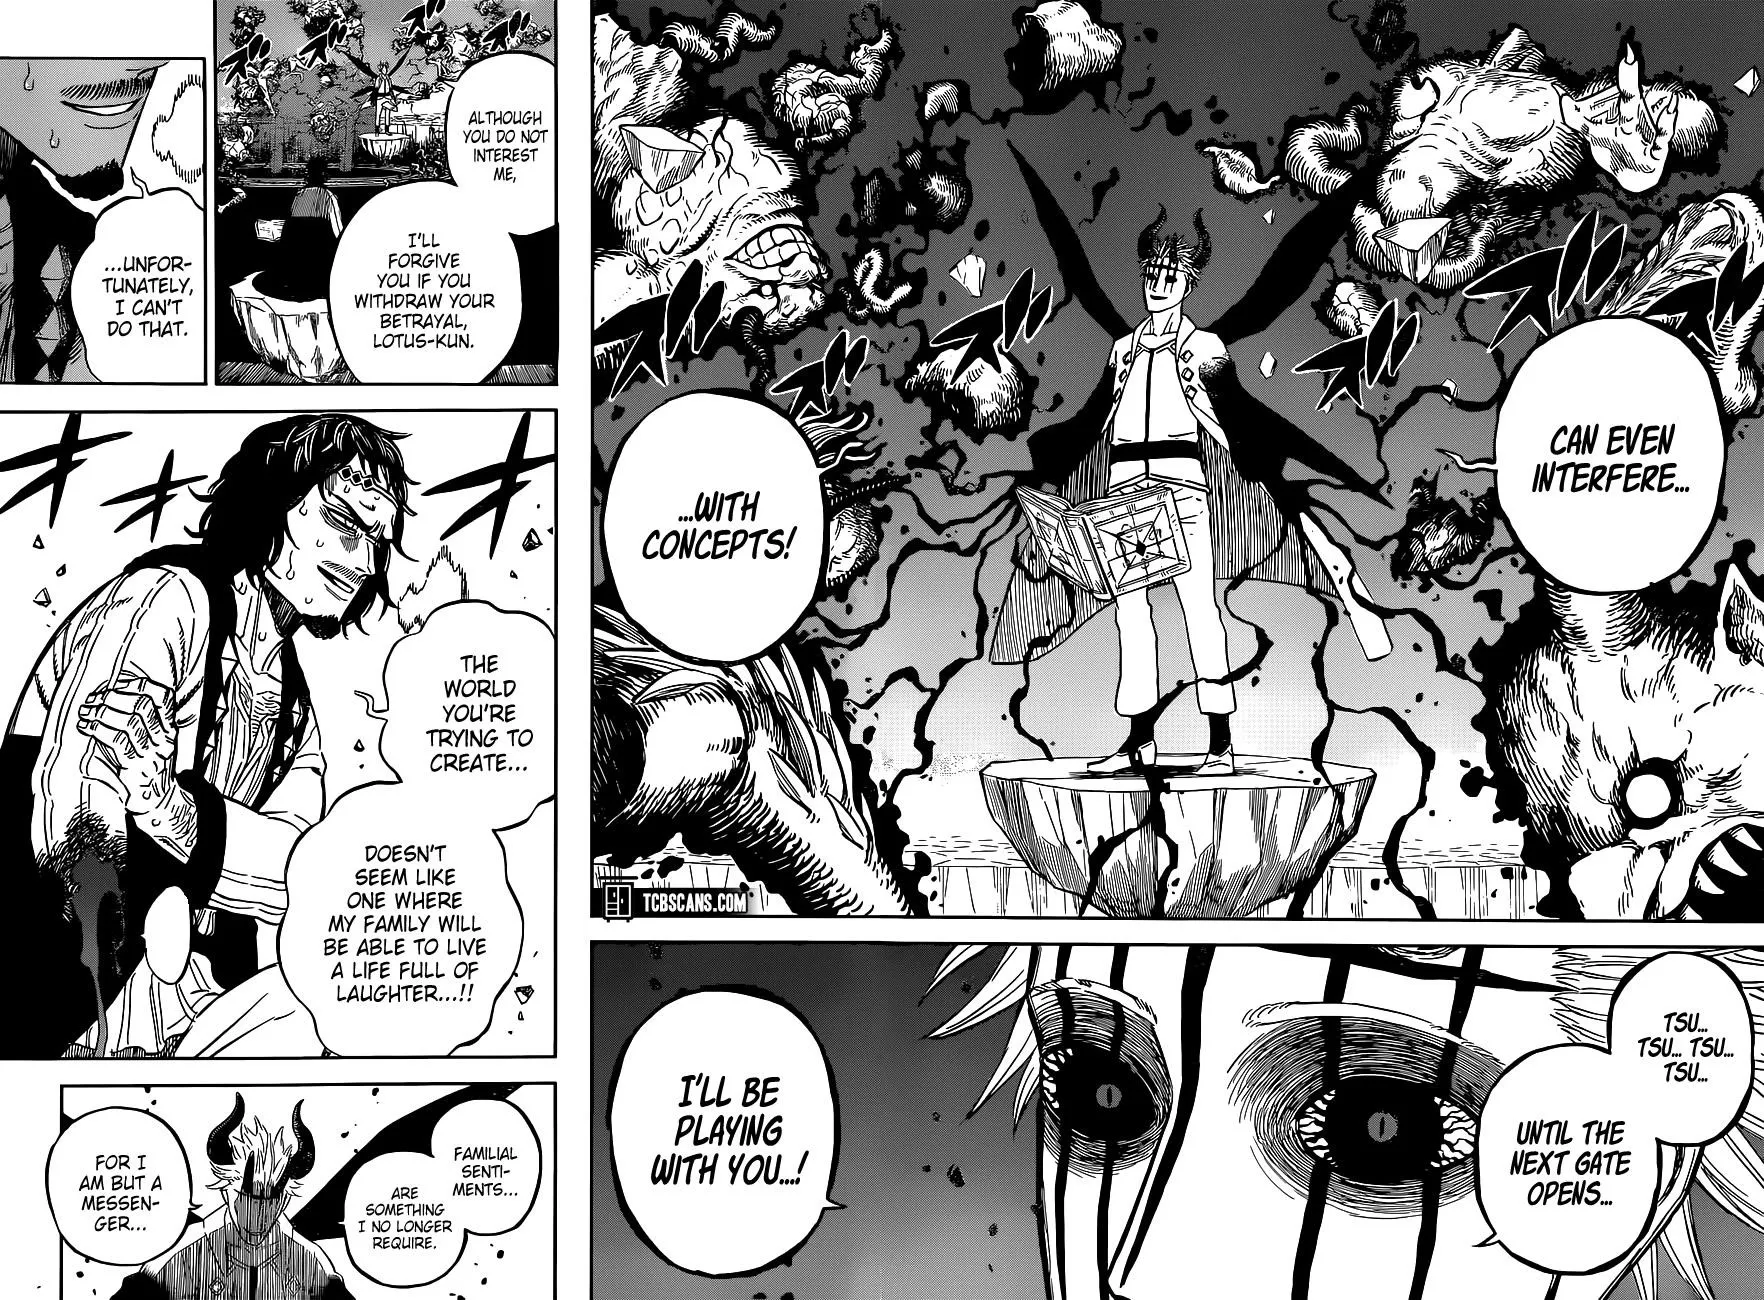 CAN EVEN
INTERFERE...
...WITH
CONCEPTS!
TCBSCANS.COM
TSU...
TSU... TSU...
TSU...
UNTIL THE
NEXT GATE
OPENS...
I'LL BE
PLAYING
WITH YOU...!
ALTHOUGH
YOU DO NOT
INTEREST
ME,
I'LL
FORGIVE
YOU IF YOU
WITHDRAW YOUR
BETRAYAL,
LOTUS-KUN.
...UNFOR-
TUNATELY,
I CAN'T
DO THAT.
THE
WORLD
YOU'RE
TRYING TO
CREATE...
DOESN'T
SEEM LIKE
ONE WHERE
MY FAMILY WILL
BE ABLE TO LIVE
A LIFE FULL OF
LAUGHTER...!!
FAMILIAL
SENTI-
MENTS...
ARE
SOMETHING
I NO LONGER
REQUIRE.
FOR I
AM BUT A
MESSEN-
GER...